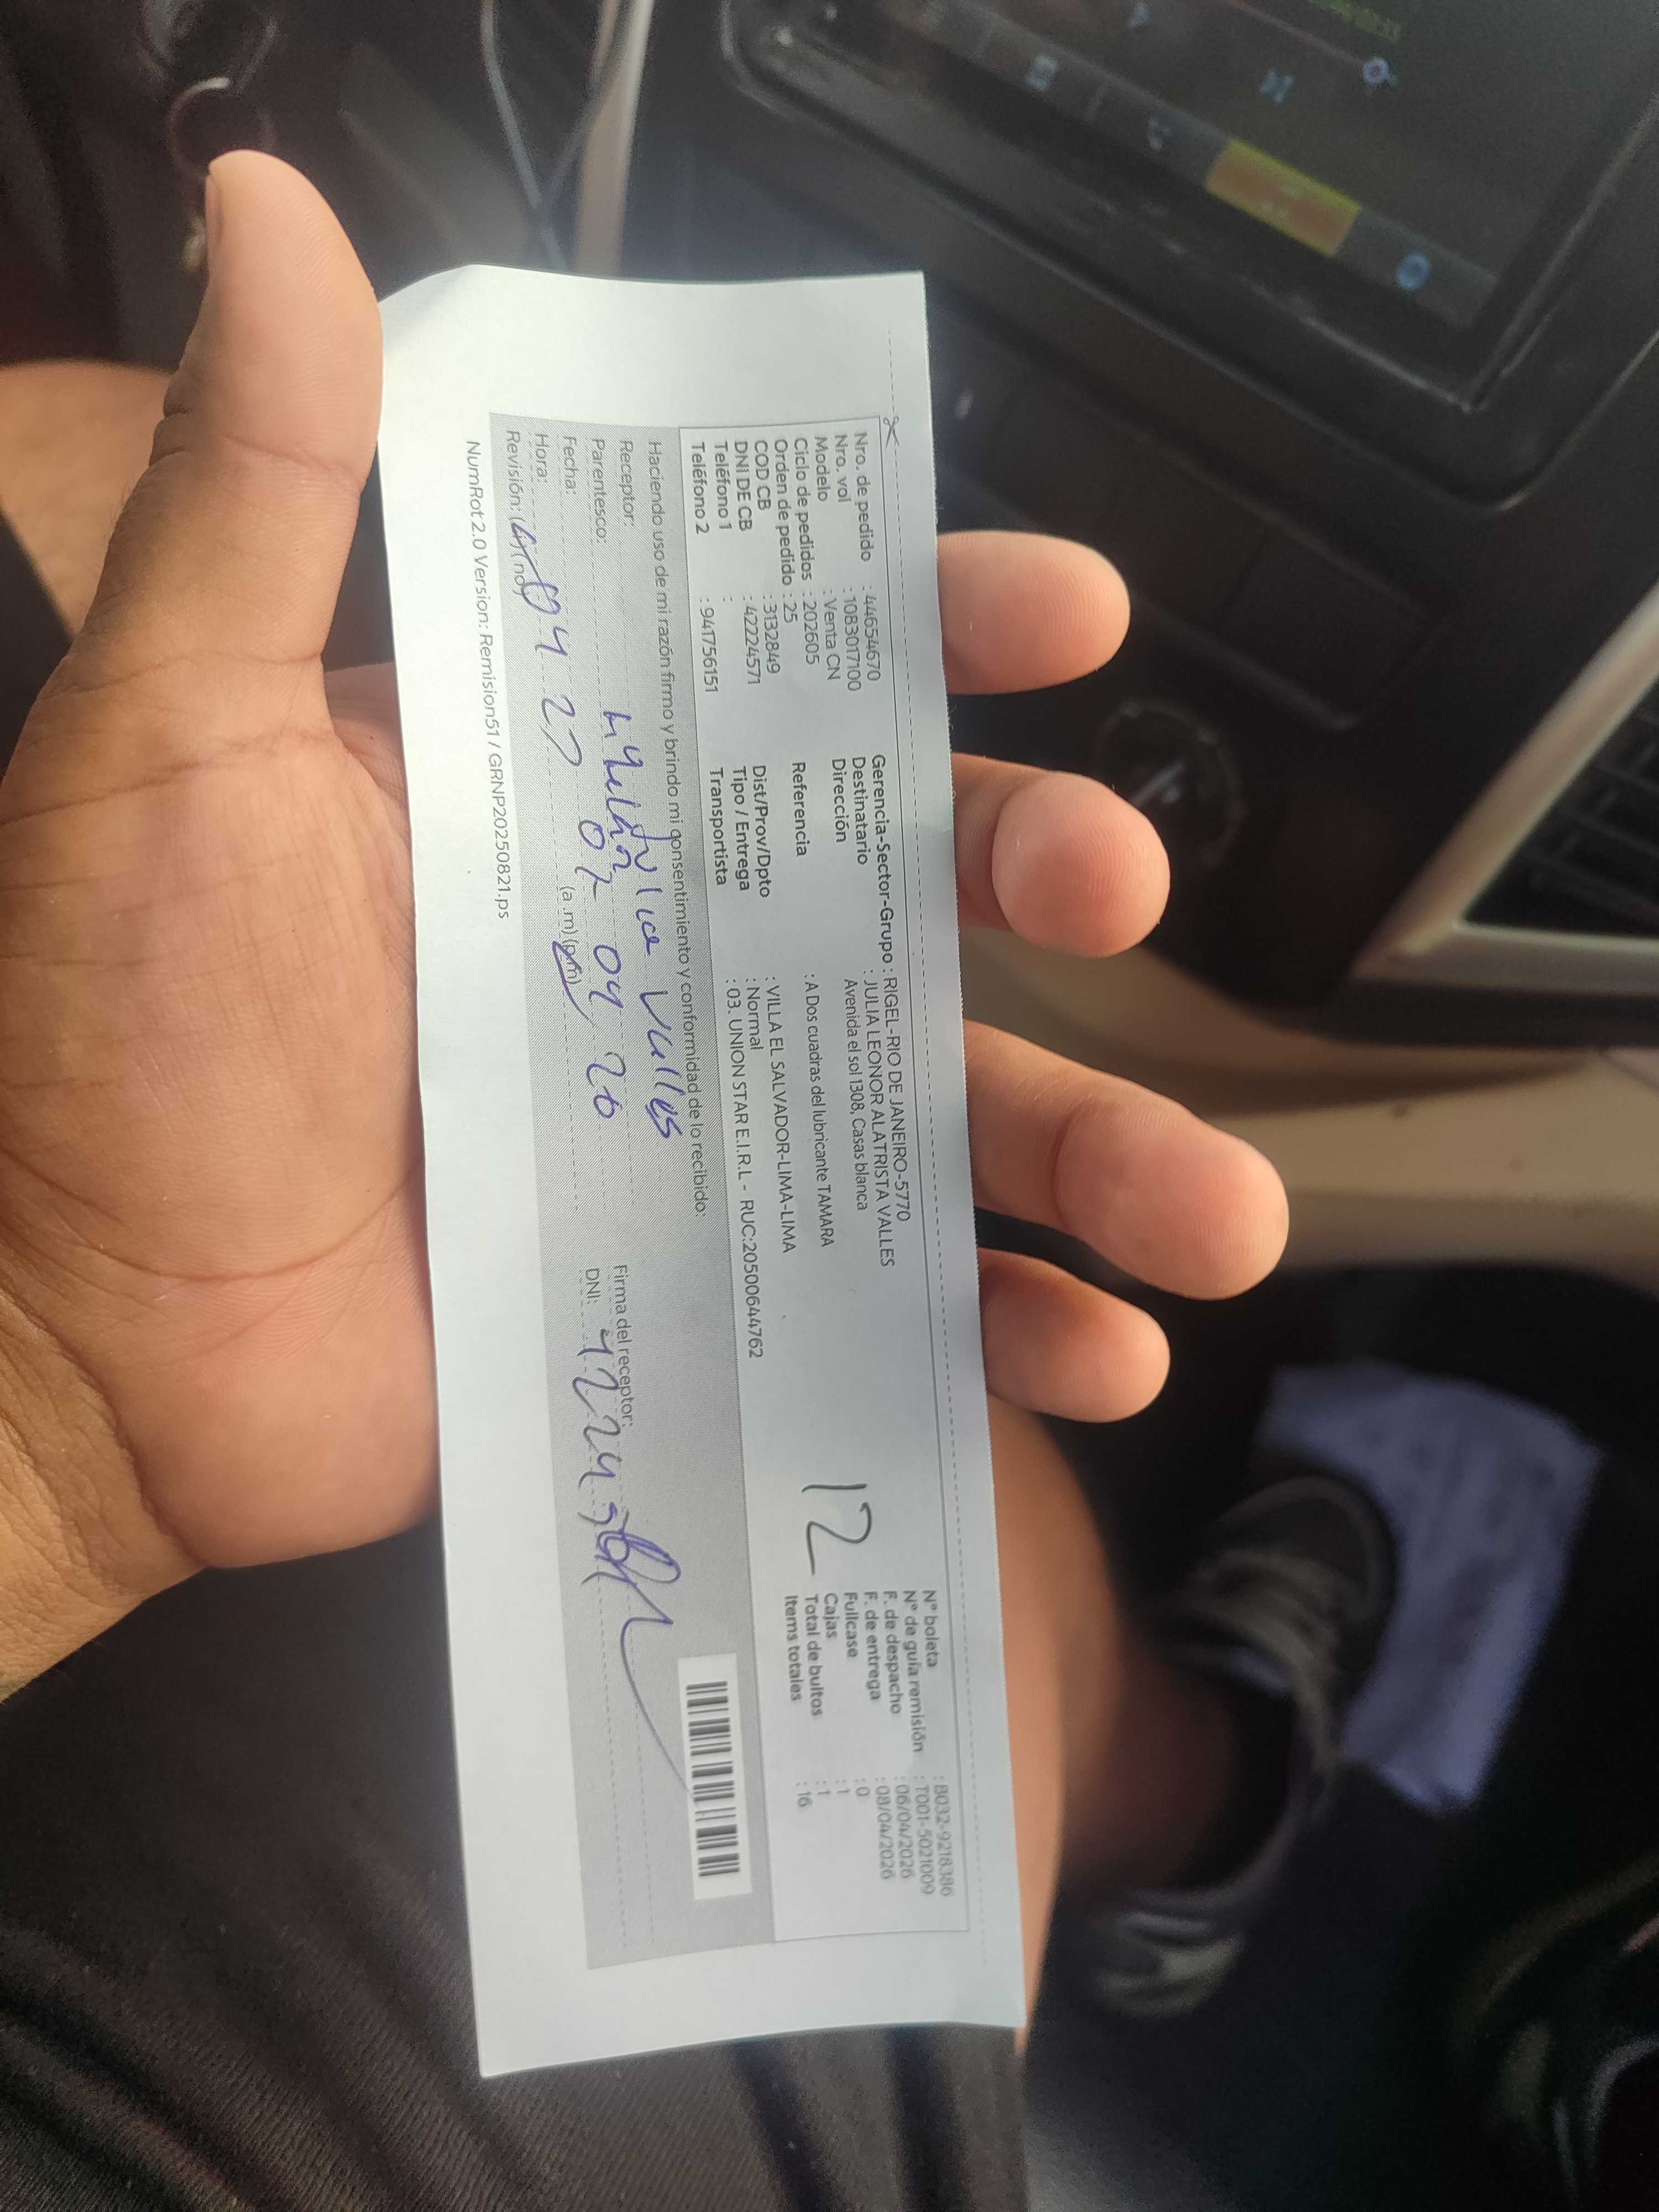 Nro. de pedido : 44654670
Nro. vol : 1083017100
Modelo : Venta CN
Ciclo de pedidos : 202605
Orden de pedido : 25
COD CB : 3132849
DNI DE CB : 42224571
Teléfono 1 :
Teléfono 2 : 941756151
Gerencia-Sector-Grupo : RIGEL-RIO DE JANEIRO-5770
Destinatario : JULIA LEONOR ALATRISTA VALLES
Dirección Avenida el sol 1308, Casas blanca
Referencia : A Dos cuadras del lubricante TAMARA
Dist/Prov/Dpto : VILLA EL SALVADOR-LIMA-LIMA
Tipo / Entrega : Normal
Transportista : 03. UNION STAR E.I.R.L - RUC:20500644762
12
N° boleta : B032-9218386
N° de guía remisión : T001-5021009
F. de despacho : 06/04/2026
F. de entrega : 08/04/2026
Fullcase : 0
Cajas : 1
Total de bultos : 1
Items totales : 16
Haciendo uso de mi razón firmo y brindo mi consentimiento y conformidad de lo recibido:
Receptor: Valles
Parentesco:
Fecha: 07 04 26
Hora: 04 27 (a .m) (p.m)
Revisión: (no)
Firma del receptor:
DNI: 4224
NumRot2.0 Version: Remision51 / GRNP20250821.ps